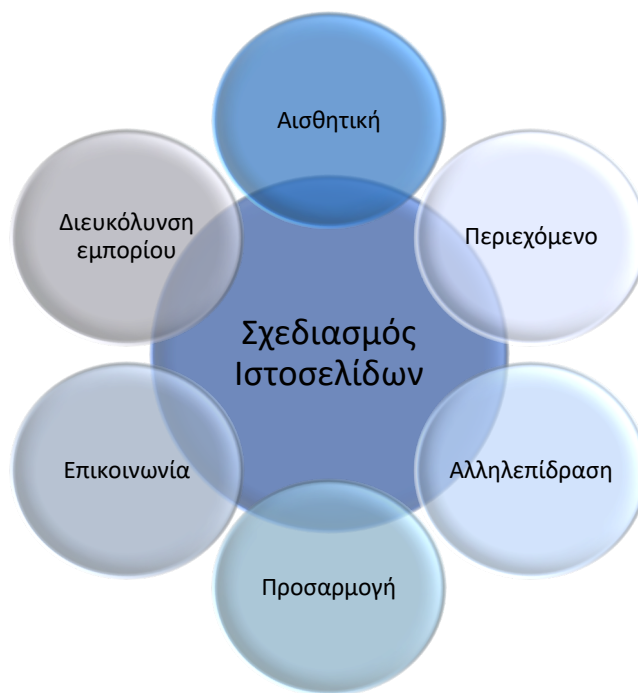 Αισθητική
Διευκόλυνση
εμπορίου
Περιεχόμενο
Σχεδιασμός
Ιστοσελίδων
Επικοινωνία
Αλληλεπίδραση
Προσαρμογή